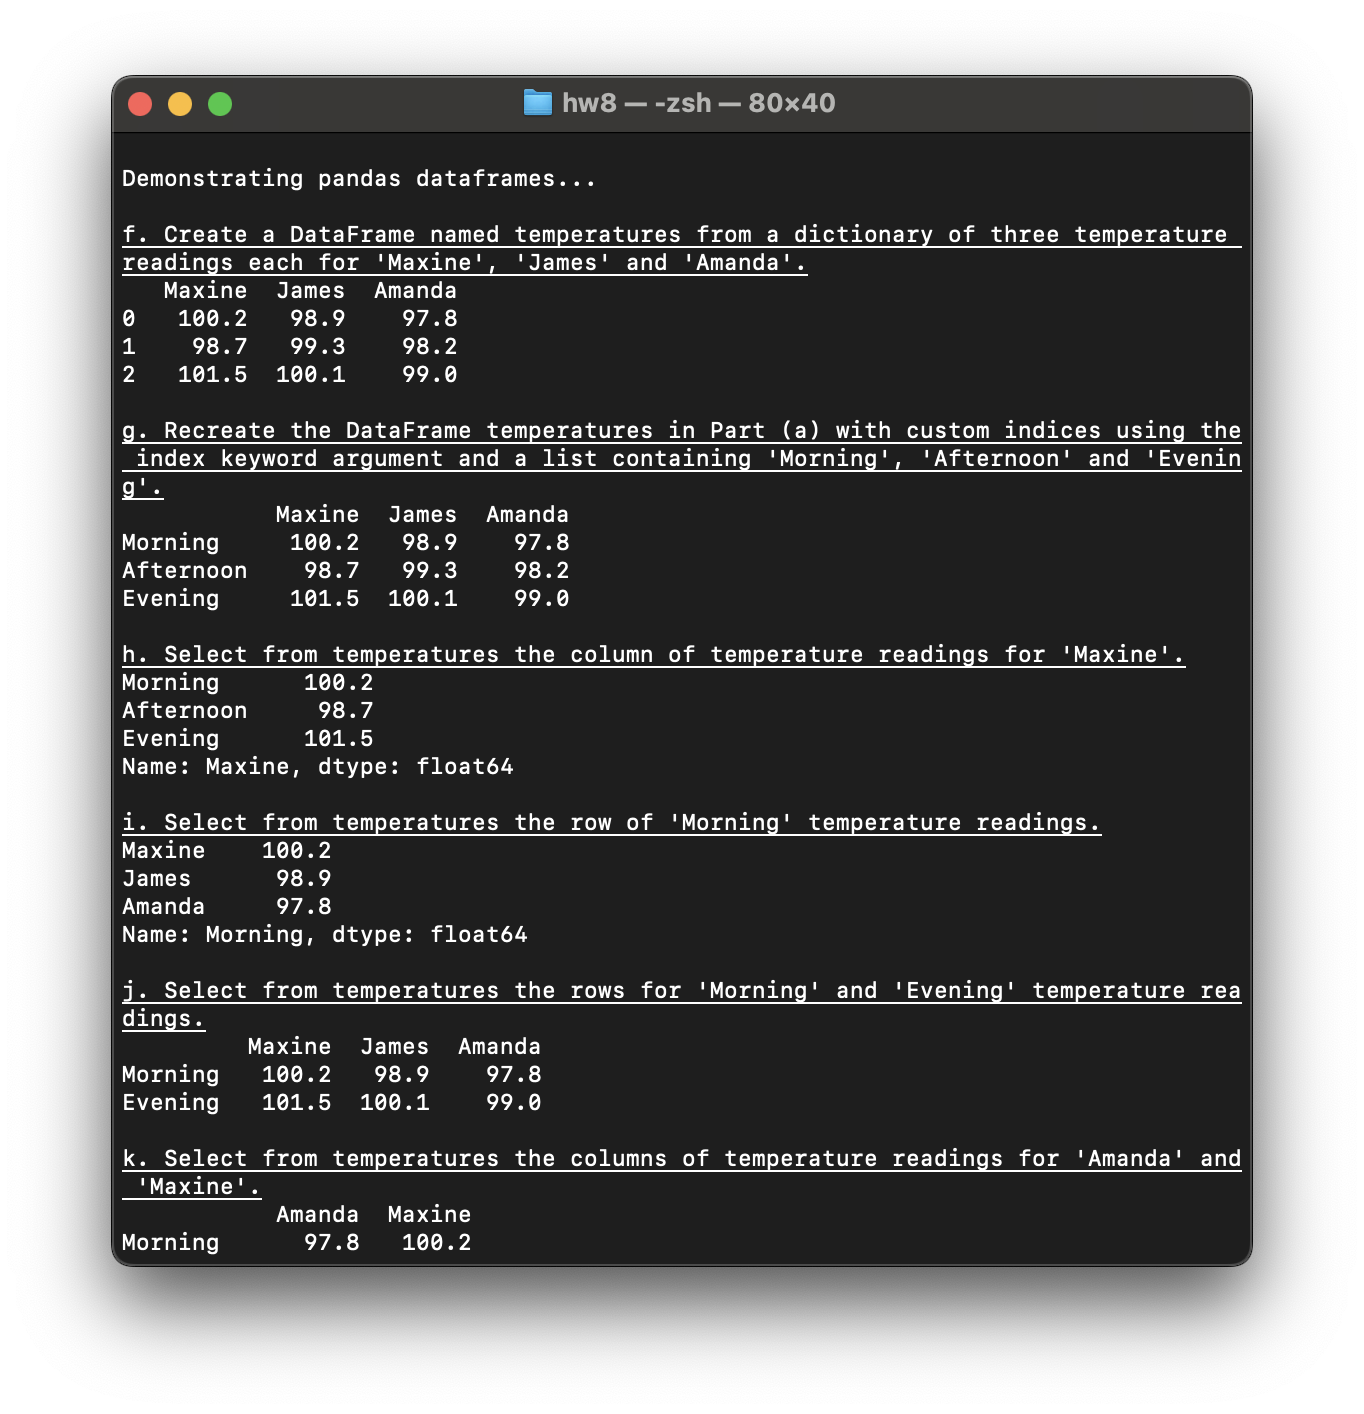 hw8 — -zsh — 80×40
Demonstrating pandas dataframes...
f. Create a DataFrame named temperatures from a dictionary of three temperature
readings each for 'Maxine', 'James' and 'Amanda'.
   Maxine  James  Amanda
0   100.2   98.9    97.8
1    98.7   99.3    98.2
2   101.5  100.1    99.0
g. Recreate the DataFrame temperatures in Part (a) with custom indices using the
 index keyword argument and a list containing 'Morning', 'Afternoon' and 'Evenin
g'.
           Maxine  James  Amanda
Morning     100.2   98.9    97.8
Afternoon    98.7   99.3    98.2
Evening     101.5  100.1    99.0
h. Select from temperatures the column of temperature readings for 'Maxine'.
Morning      100.2
Afternoon     98.7
Evening      101.5
Name: Maxine, dtype: float64
i. Select from temperatures the row of 'Morning' temperature readings.
Maxine    100.2
James      98.9
Amanda     97.8
Name: Morning, dtype: float64
j. Select from temperatures the rows for 'Morning' and 'Evening' temperature rea
dings.
         Maxine  James  Amanda
Morning   100.2   98.9    97.8
Evening   101.5  100.1    99.0
k. Select from temperatures the columns of temperature readings for 'Amanda' and
 'Maxine'.
           Amanda  Maxine
Morning      97.8   100.2